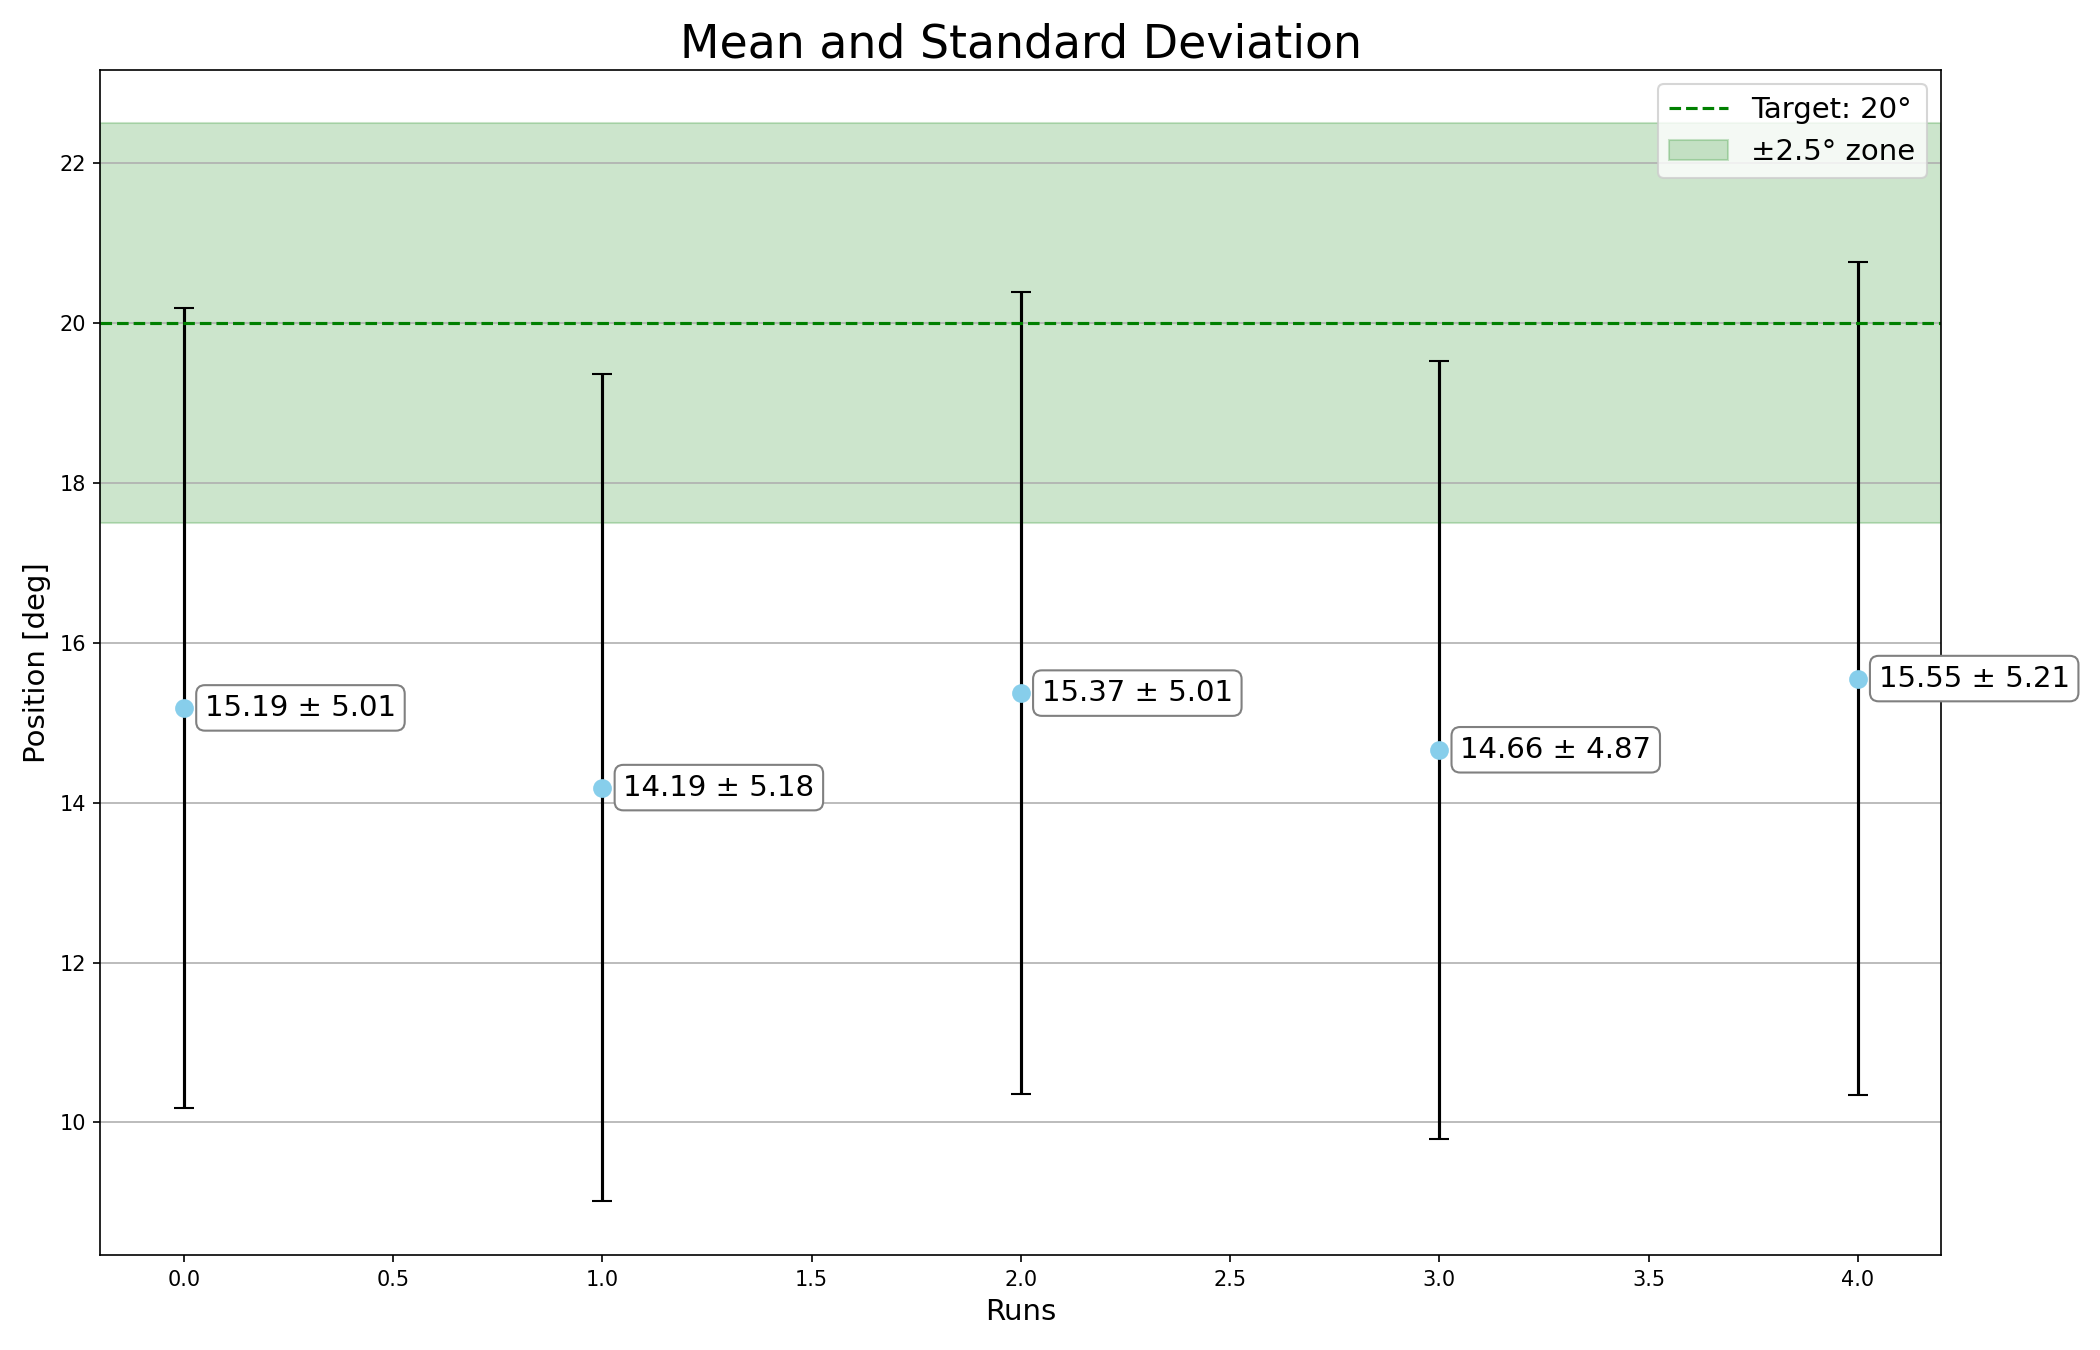 Mean and Standard Deviation
Target: 20°
±2.5° zone
22
20
18
16
14
12
10
Position [deg]
15.19 ± 5.01
14.19 ± 5.18
15.37 ± 5.01
14.66 ± 4.87
15.55 ± 5.21
0.0 0.5 1.0 1.5 2.0 2.5 3.0 3.5 4.0
Runs